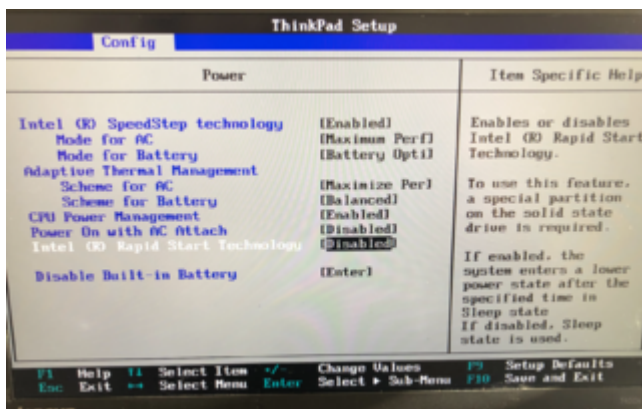 ThinkPad Setup
Config
Power
Item Specific Help
Intel (R) SpeedStep technology [Enabled]
Mode for AC [Maximum Perf]
Mode for Battery [Battery Opti]
Adaptive Thermal Management
Scheme for AC [Maximize Per]
Scheme for Battery [Balanced]
CPU Power Management [Enabled]
Power On with AC Attach [Disabled]
Intel (R) Rapid Start Technology [Disabled]
Disable Built-in Battery [Enter]
Enables or disables
Intel (R) Rapid Start
Technology.
To use this feature,
a special partition
on the solid state
drive is required.
If enabled, the
system enters a lower
power state after the
specified time in
Sleep state
If disabled, Sleep
state is used.
F1 Help ↑↓ Select Item -/- Change Values F9 Setup Defaults
Esc Exit ↔ Select Menu Enter Select ▶ Sub-Menu F10 Save and Exit